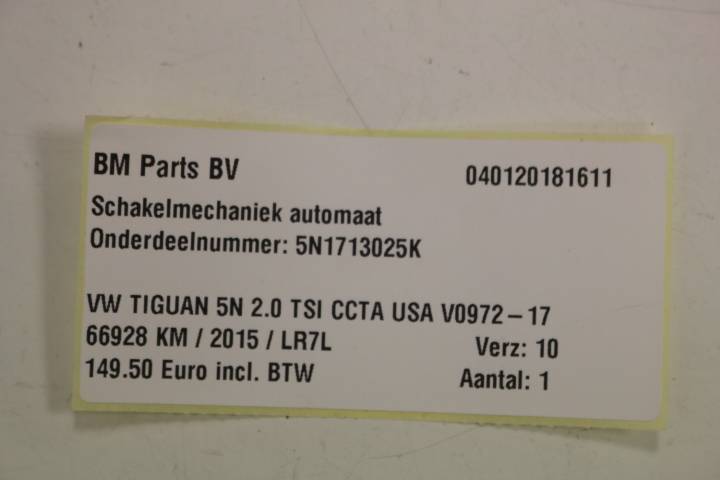 BM Parts BV 040120181611
Schakelmechaniek automaat
Onderdeelnummer: 5N1713025K
VW TIGUAN 5N 2.0 TSI CCTA USA V0972-17
66928 KM / 2015 / LR7L Verz: 10
149.50 Euro incl. BTW Aantal: 1